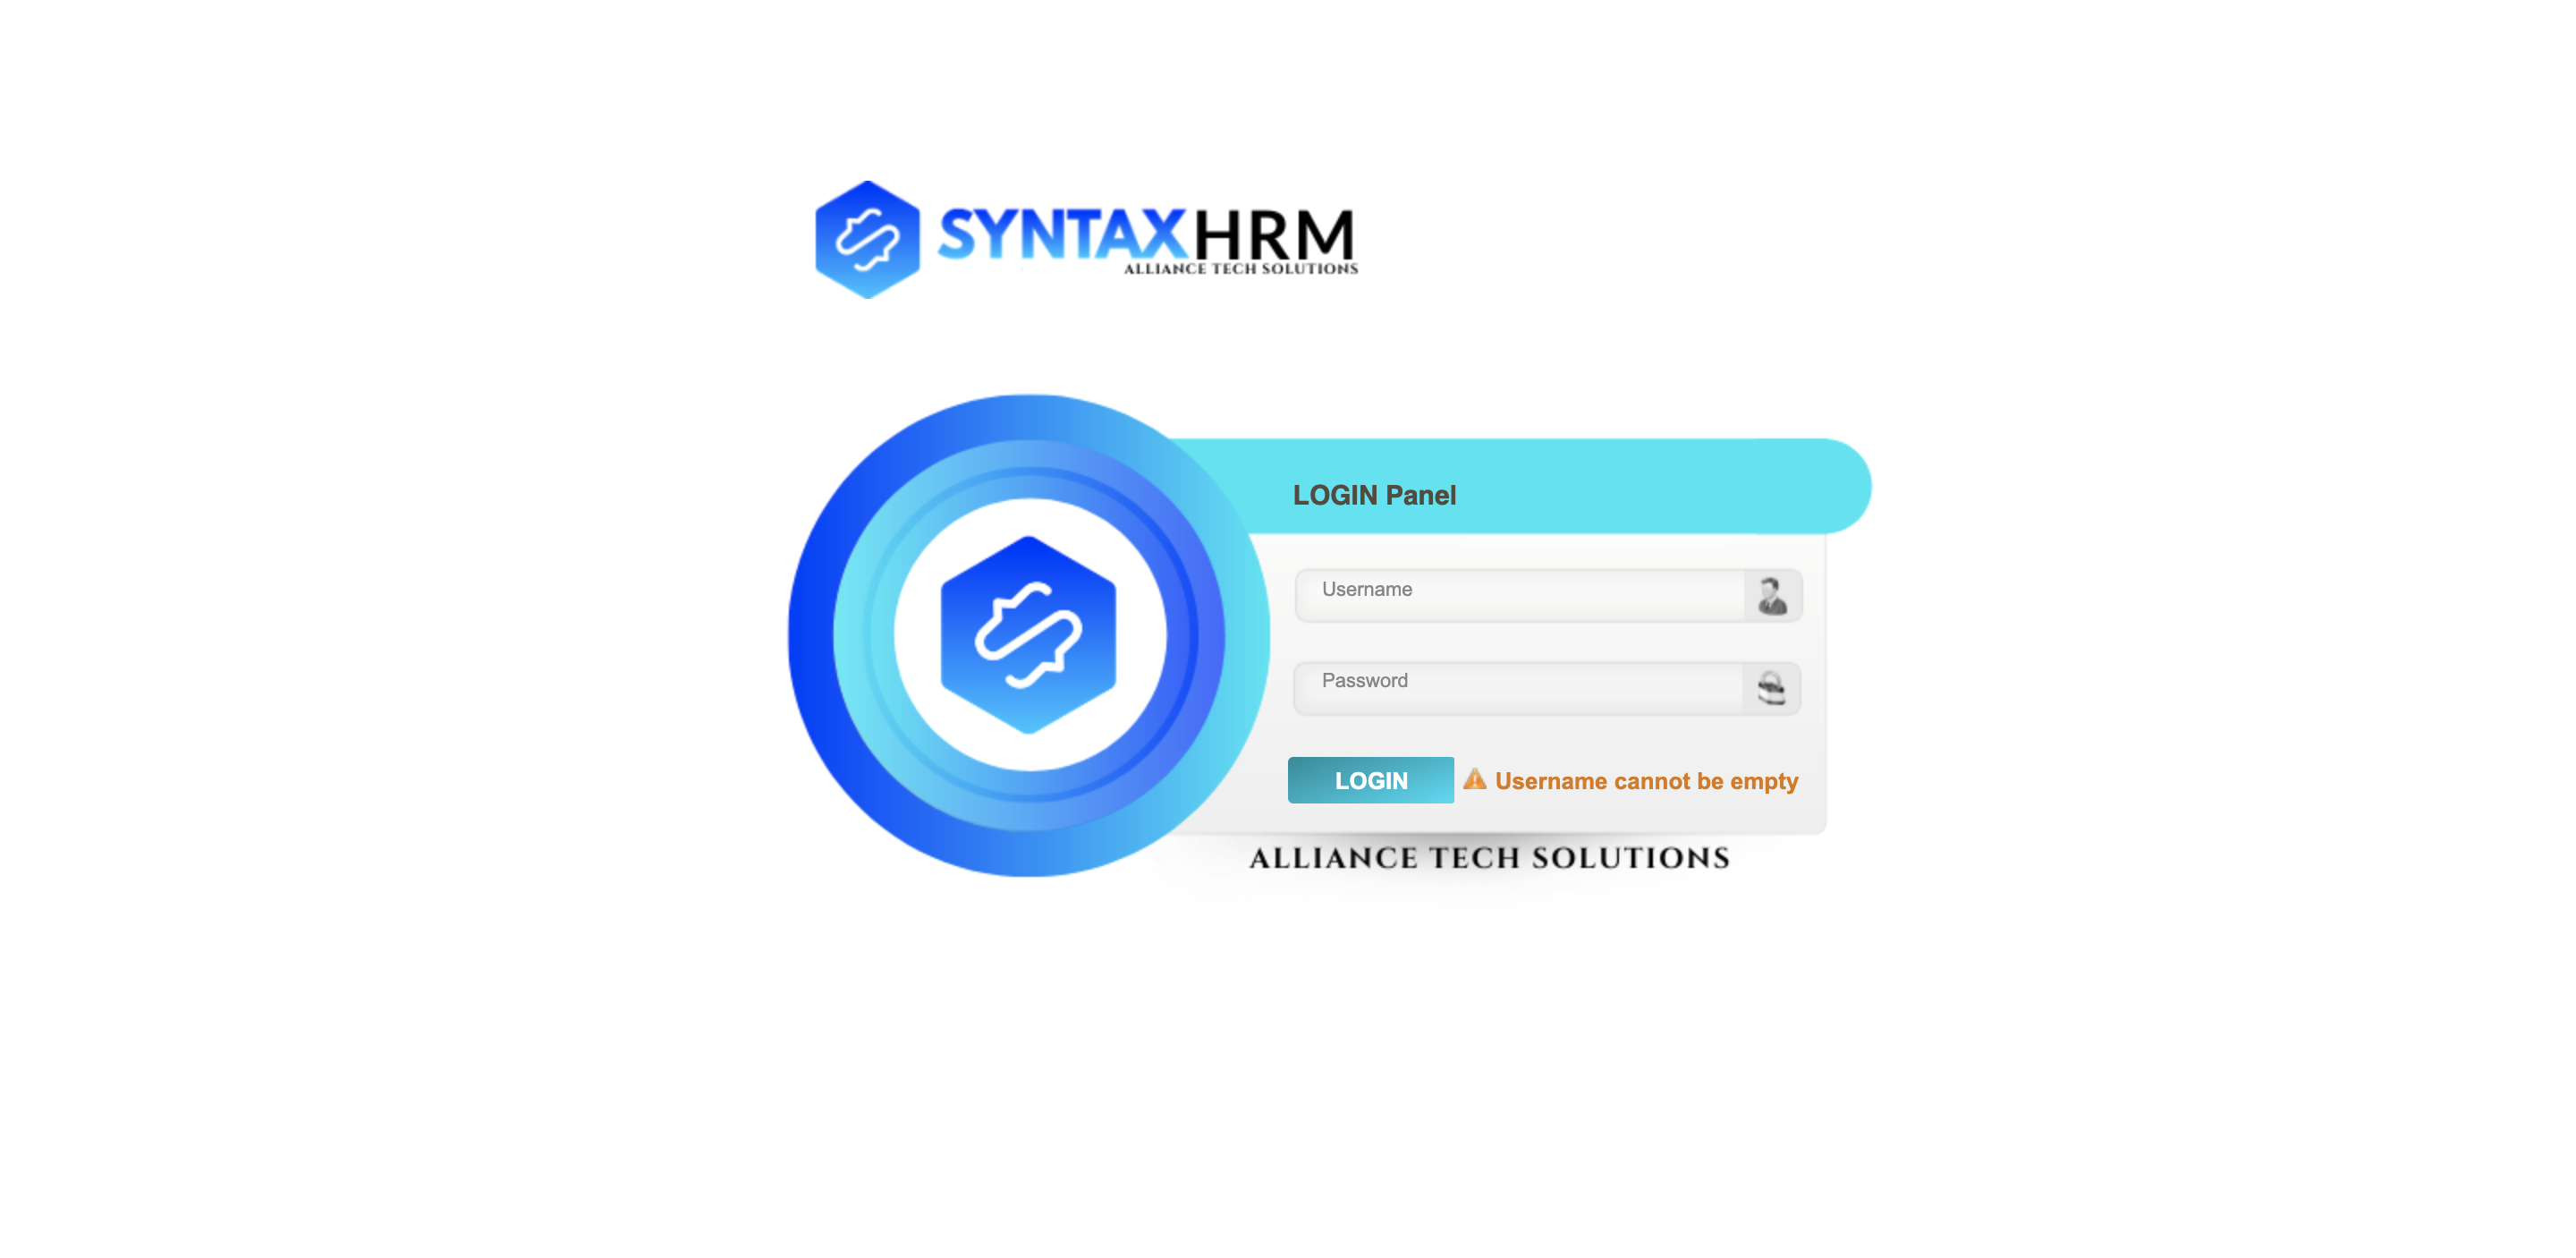 SYNTAXHRM
ALLIANCE TECH SOLUTIONS
LOGIN Panel
Username
Password
LOGIN Username cannot be empty
ALLIANCE TECH SOLUTIONS